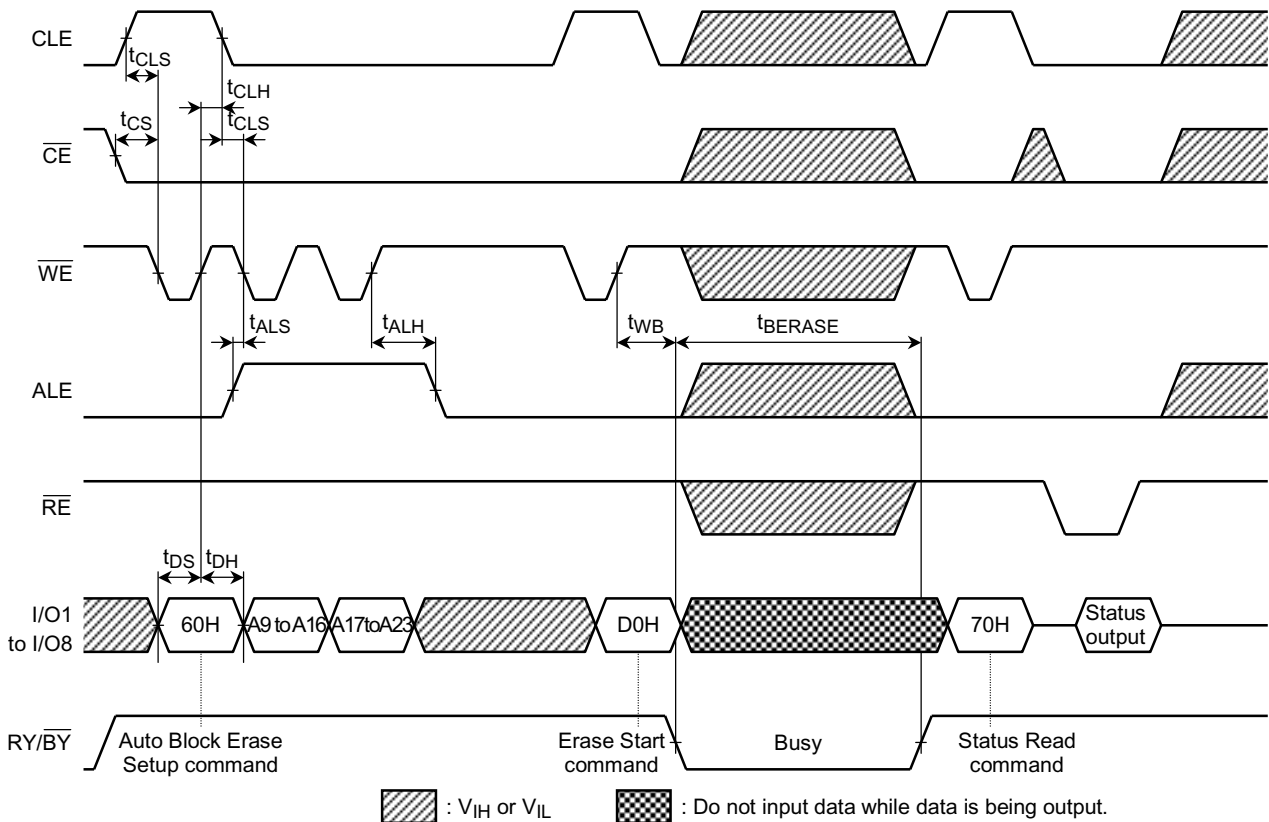 CLE
tCLS
tCLH
tCS
tCLS
CE
WE
tALS
tALH
tWB
tBERASE
ALE
RE
tDS
tDH
I/O1
to I/O8
60H
A9 to A16
A17 to A23
D0H
70H
Status
output
RY/BY
Auto Block Erase
Setup command
Erase Start
command
Busy
Status Read
command
: VIH or VIL
: Do not input data while data is being output.